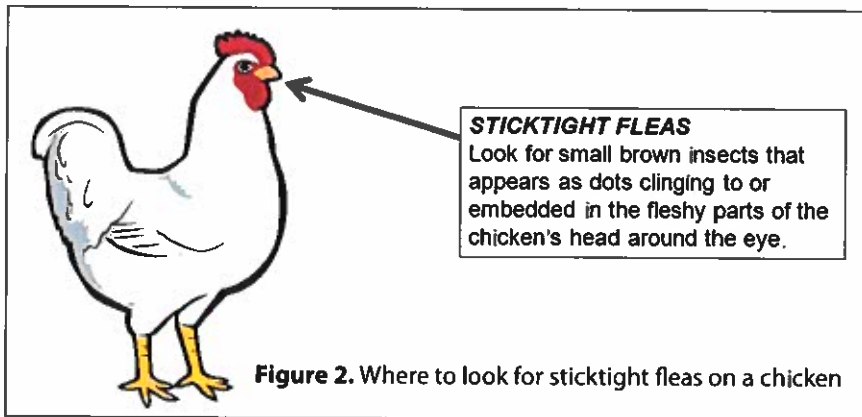 STICKTIGHT FLEAS
Look for small brown insects that
appears as dots clinging to or
embedded in the fleshy parts of the
chicken's head around the eye.
Figure 2. Where to look for sticktight fleas on a chicken